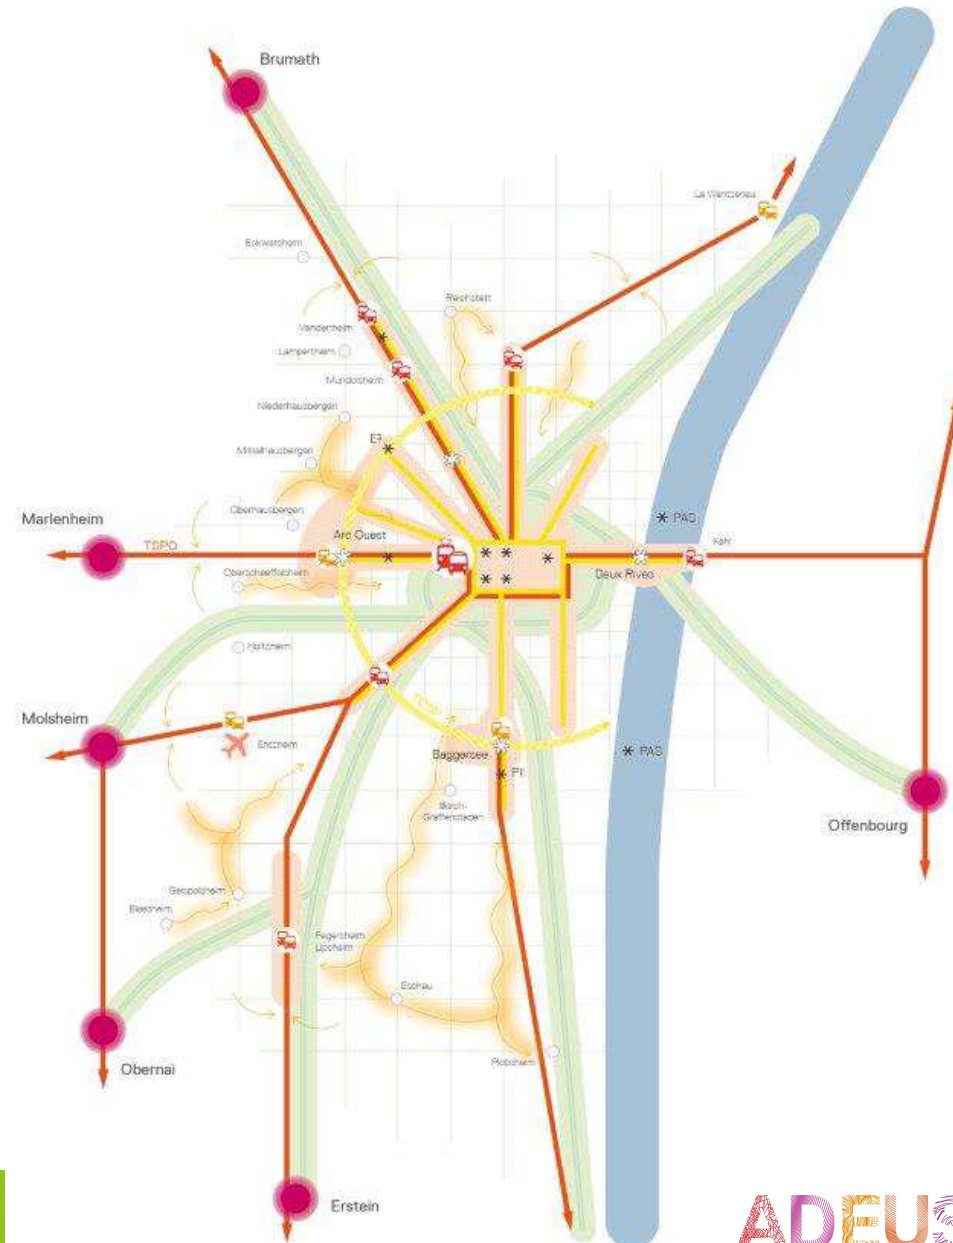 Brumath
La Wantzenau
Eckwersheim
Reichstett
Vendenheim
Lampertheim
Mundolsheim
Niederhausbergen
Mittelhausbergen
Oberhausbergen
PAS
Marlenheim
Arc Ouest
Kehl
TSPO
Oberschaeffolsheim
Deux Rives
Holtzheim
Molsheim
Entzheim
Baggersee
PAS
PII
Illkirch-
Graffenstaden
Offenbourg
Geispolsheim
Blaesheim
Fegersheim
Lipsheim
Eschau
Plobsheim
Obernai
Erstein
ADEUS